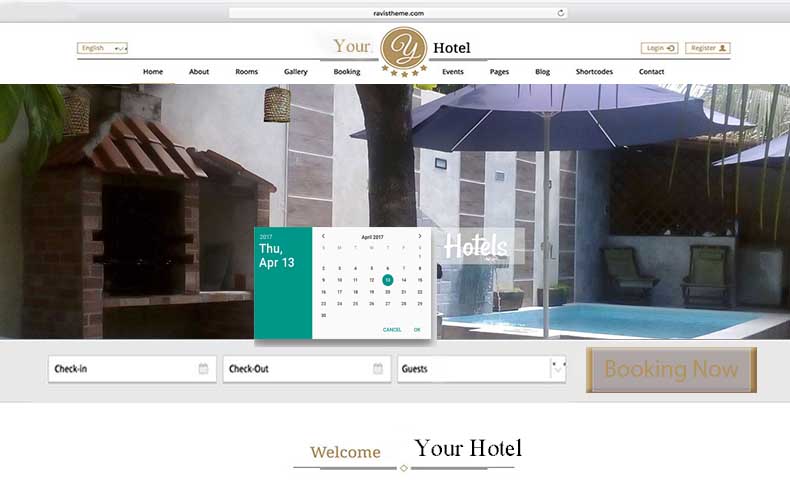 ravistheme.com
English
Your
Y
Hotel
Login
Register
Home About Rooms Gallery Booking Events Pages Blog Shortcodes Contact
2017
Thu,
Apr 13
April 2017
S M T W T F S
1
2 3 4 5 6 7 8
9 10 11 12 13 14 15
16 17 18 19 20 21 22
23 24 25 26 27 28 29
30
CANCEL OK
Hotels
Check-in
Check-Out
Guests
Booking Now
Welcome Your Hotel